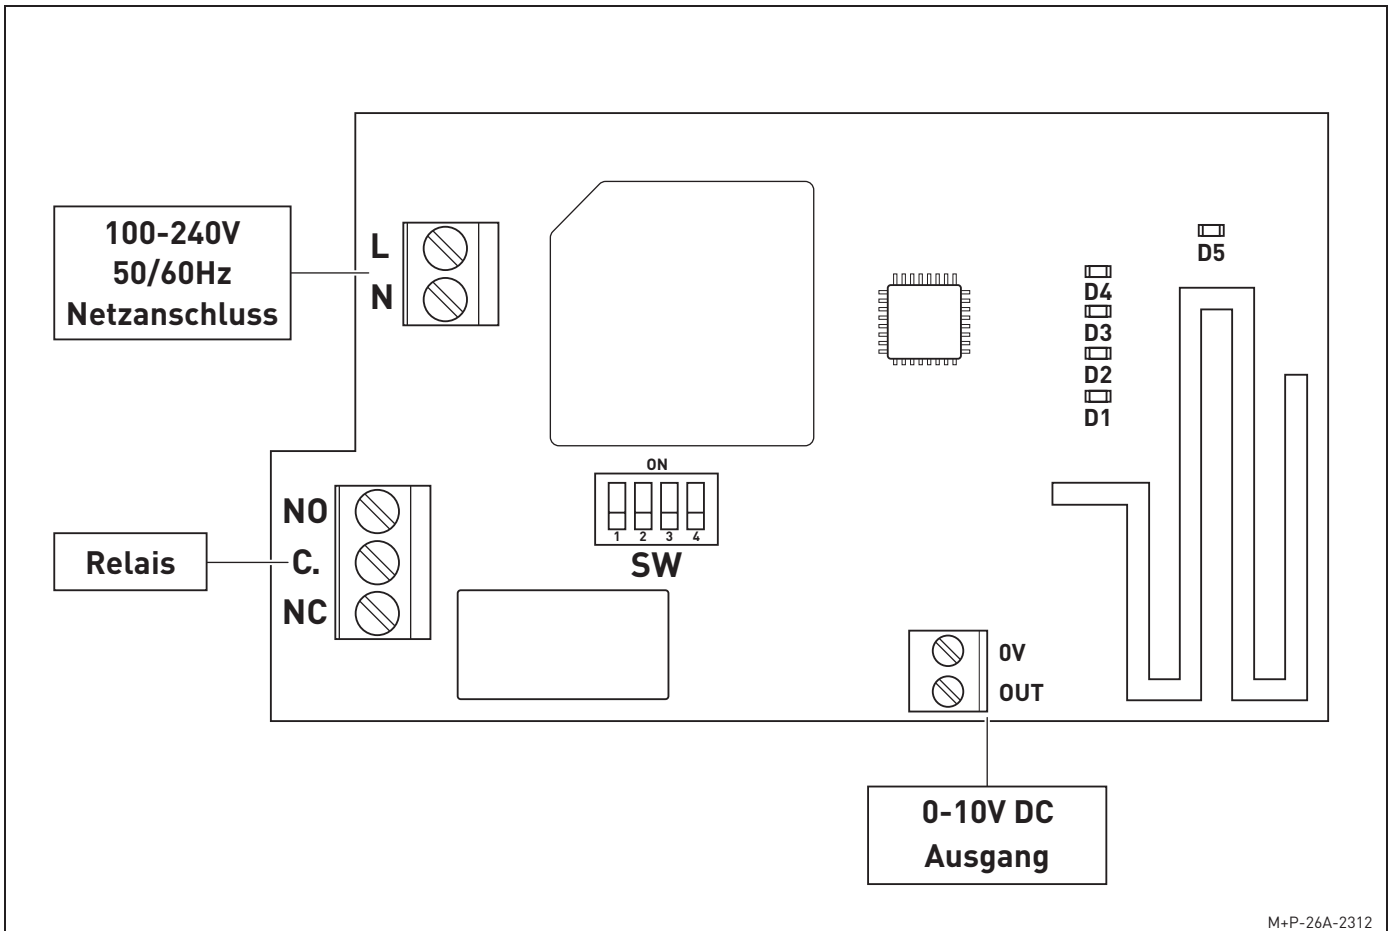 100-240V
50/60Hz
Netzanschluss
L
N
D5
D4
D3
D2
D1
ON
1 2 3 4
SW
NO
C.
NC
Relais
0V
OUT
0-10V DC
Ausgang
M+P-26A-2312